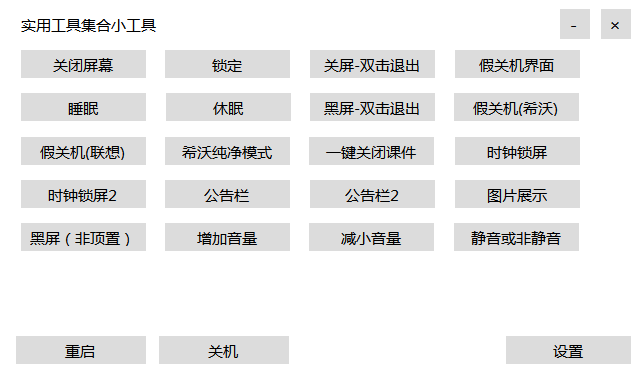 实用工具集合小工具 - ×
关闭屏幕 锁定 关屏-双击退出 假关机界面
睡眠 休眠 黑屏-双击退出 假关机(希沃)
假关机(联想) 希沃纯净模式 一键关闭课件 时钟锁屏
时钟锁屏2 公告栏 公告栏2 图片展示
黑屏（非顶置） 增加音量 减小音量 静音或非静音
重启 关机 设置